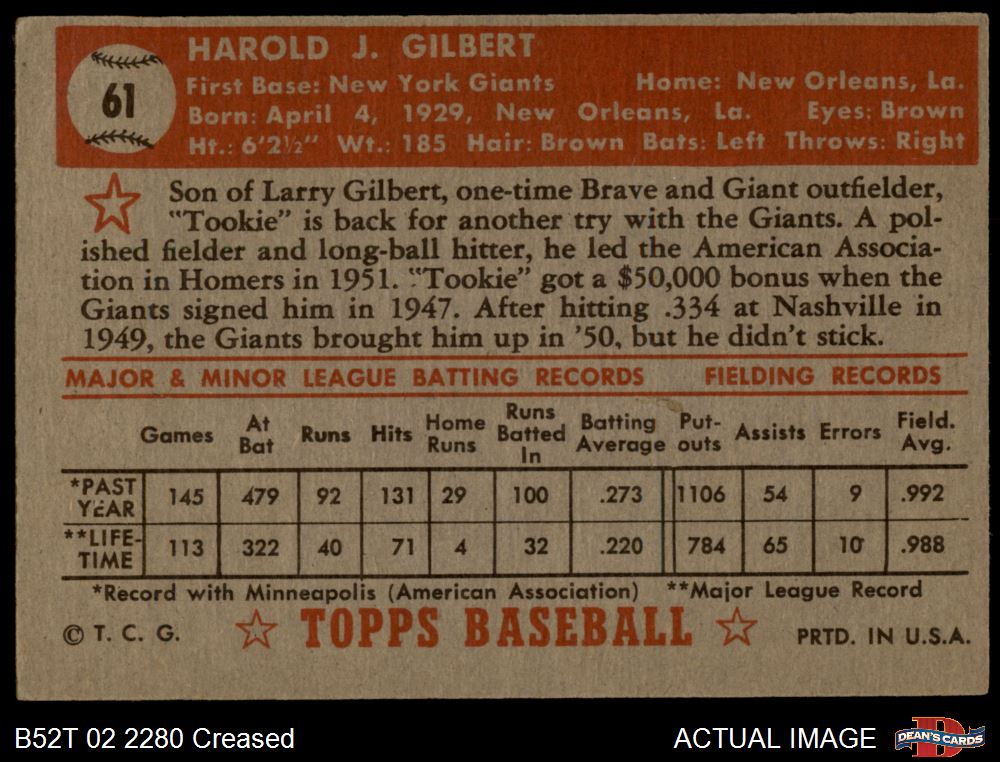 61
HAROLD J. GILBERT
First Base: New York Giants Home: New Orleans, La.
Born: April 4, 1929, New Orleans, La. Eyes: Brown
Ht.: 6'2½" Wt.: 185 Hair: Brown Bats: Left Throws: Right
Son of Larry Gilbert, one-time Brave and Giant outfielder,
"Tookie" is back for another try with the Giants. A pol-
ished fielder and long-ball hitter, he led the American Associa-
tion in Homers in 1951. "Tookie" got a $50,000 bonus when the
Giants signed him in 1947. After hitting .334 at Nashville in
1949, the Giants brought him up in '50, but he didn't stick.
MAJOR & MINOR LEAGUE BATTING RECORDS FIELDING RECORDS
Games At Bat Runs Hits Home Runs Runs Batted In Batting Average Put-outs Assists Errors Field. Avg.
*PAST YEAR 145 479 92 131 29 100 .273 1106 54 9 .992
**LIFE-TIME 113 322 40 71 4 32 .220 784 65 10 .988
*Record with Minneapolis (American Association) **Major League Record
© T. C. G. TOPPS BASEBALL PRTD. IN U.S.A.
B52T 02 2280 Creased ACTUAL IMAGE DEAN'S CARDS